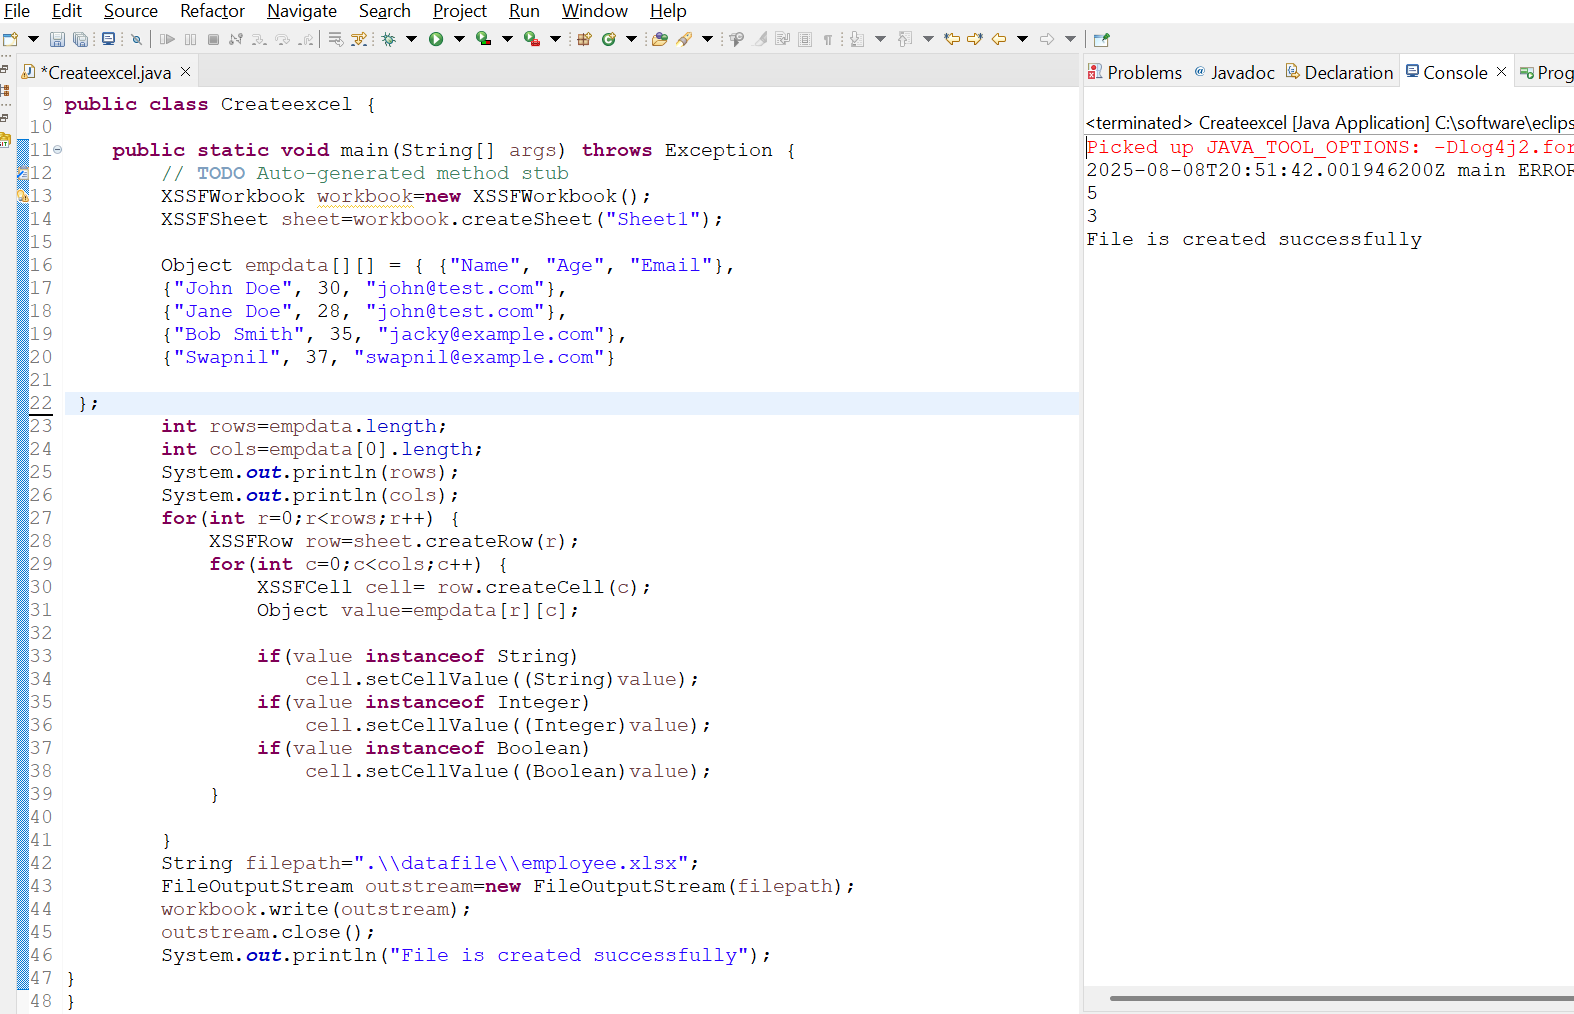 File Edit Source Refactor Navigate Search Project Run Window Help
*Createexcel.java
9 public class Createexcel {
10
11 public static void main(String[] args) throws Exception {
12 // TODO Auto-generated method stub
13 XSSFWorkbook workbook=new XSSFWorkbook();
14 XSSFSheet sheet=workbook.createSheet("Sheet1");
15
16 Object empdata[][] = { {"Name", "Age", "Email"},
17 {"John Doe", 30, "john@test.com"},
18 {"Jane Doe", 28, "john@test.com"},
19 {"Bob Smith", 35, "jacky@example.com"},
20 {"Swapnil", 37, "swapnil@example.com"}
21
22 };
23 int rows=empdata.length;
24 int cols=empdata[0].length;
25 System.out.println(rows);
26 System.out.println(cols);
27 for(int r=0;r<rows;r++) {
28 XSSFRow row=sheet.createRow(r);
29 for(int c=0;c<cols;c++) {
30 XSSFCell cell= row.createCell(c);
31 Object value=empdata[r][c];
32
33 if(value instanceof String)
34 cell.setCellValue((String)value);
35 if(value instanceof Integer)
36 cell.setCellValue((Integer)value);
37 if(value instanceof Boolean)
38 cell.setCellValue((Boolean)value);
39 }
40
41 }
42 String filepath=".\\datafile\\employee.xlsx";
43 FileOutputStream outstream=new FileOutputStream(filepath);
44 workbook.write(outstream);
45 outstream.close();
46 System.out.println("File is created successfully");
47 }
48 }
Problems @ Javadoc Declaration Console Prog
<terminated> Createexcel [Java Application] C:\software\eclips
Picked up JAVA_TOOL_OPTIONS: -Dlog4j2.for
2025-08-08T20:51:42.001946200Z main ERROR
5
3
File is created successfully